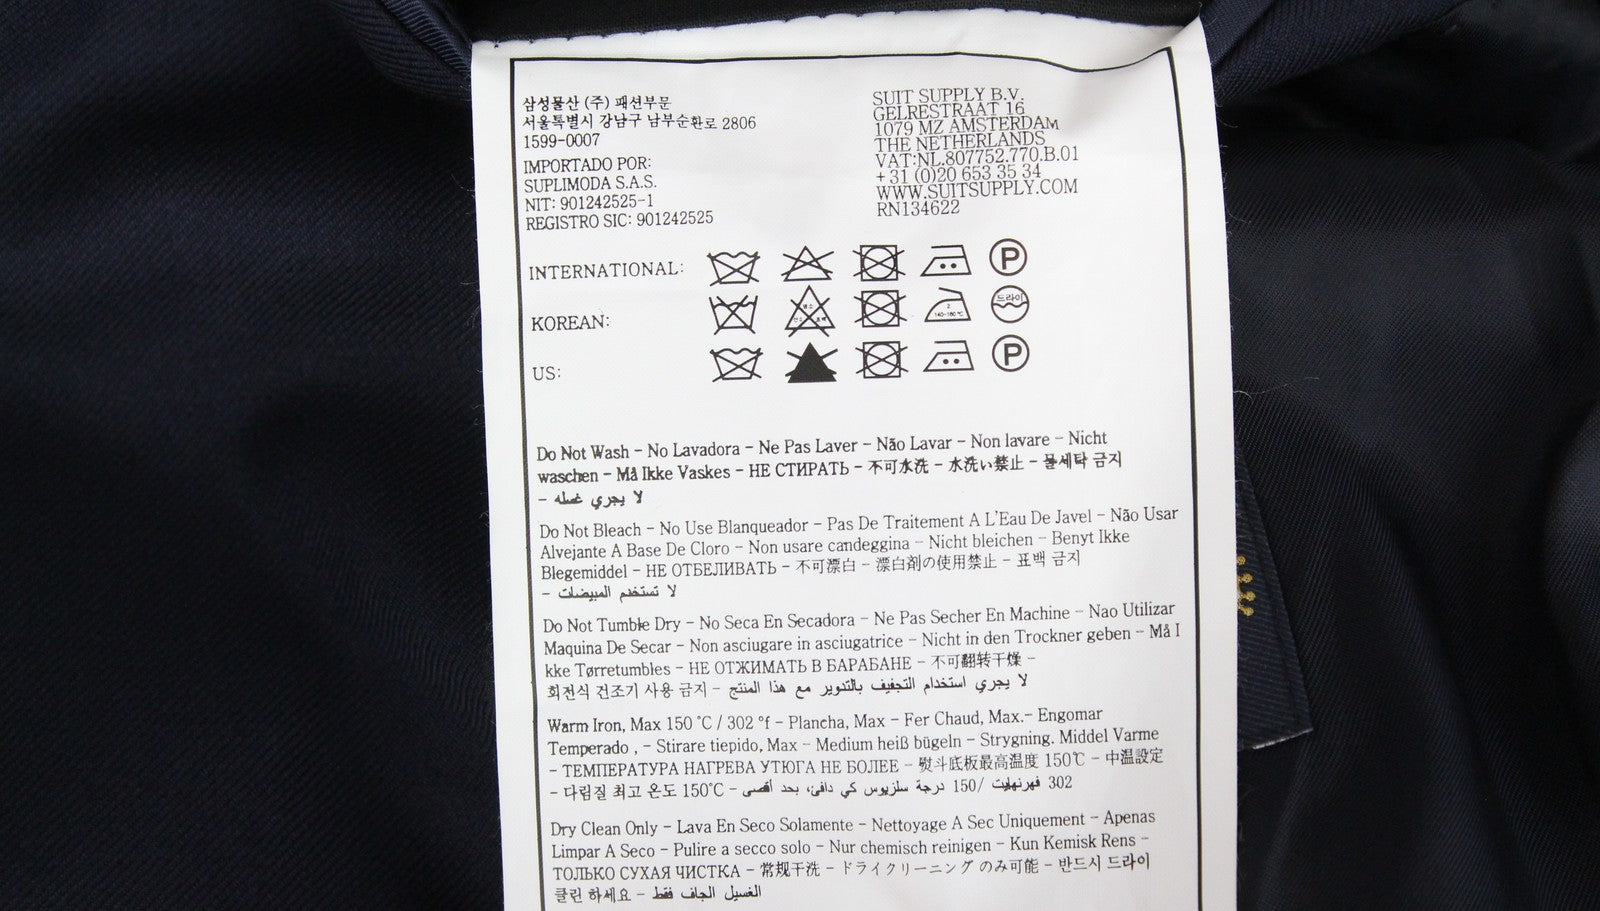 삼성물산 (주) 패션부문
서울특별시 강남구 남부순환로 2806
1599-0007
IMPORTADO POR:
SUPLIMODA S.A.S.
NIT: 901242525-1
REGISTRO SIC: 901242525
SUIT SUPPLY B.V.
GELRESTRAAT 16
1079 MZ AMSTERDAM
THE NETHERLANDS
VAT:NL.807752.770.B.01
+31 (0)20 653 35 34
WWW.SUITSUPPLY.COM
RN134622
INTERNATIONAL: P
KOREAN: 2 140-160℃ 드라이
US: P
Do Not Wash - No Lavadora - Ne Pas Laver - Não Lavar - Non lavare - Nicht
waschen - Må Ikke Vaskes - НЕ СТИРАТЬ - 不可水洗 - 水洗い禁止 - 물세탁 금지
- لا يجري غسله
Do Not Bleach - No Use Blanqueador - Pas De Traitement A L'Eau De Javel - Não Usar
Alvejante A Base De Cloro - Non usare candeggina - Nicht bleichen - Benyt Ikke
Blegemiddel - НЕ ОТБЕЛИВАТЬ - 不可漂白 - 漂白剤の使用禁止 - 표백 금지
- لا تستخدم المبيضات
Do Not Tumble Dry - No Seca En Secadora - Ne Pas Secher En Machine - Nao Utilizar
Maquina De Secar - Non asciugare in asciugatrice - Nicht in den Trockner geben - Må I
kke Tørretumbles - НЕ ОТЖИМАТЬ В БАРАБАНЕ - 不可翻转干燥 -
회전식 건조기 사용 금지 - لا يجري استخدام التجفيف بالتدوير مع هذا المنتج
Warm Iron, Max 150 °C / 302 °f - Plancha, Max - Fer Chaud, Max.- Engomar
Temperado , - Stirare tiepido, Max - Medium heiß bügeln - Strygning. Middel Varme
- ТЕМПЕРАТУРА НАГРЕВА УТЮГА НЕ БОЛЕЕ - 熨斗底板最高温度 150℃ - 中温設定
- 다림질 최고 온도 150°C - درجة سلزيوس كي دافئ، بحد أقصى 150/ فهرنهايت 302
Dry Clean Only - Lava En Seco Solamente - Nettoyage A Sec Uniquement - Apenas
Limpar A Seco - Pulire a secco solo - Nur chemisch reinigen - Kun Kemisk Rens -
ТОЛЬКО СУХАЯ ЧИСТКА - 常规干洗 - ドライクリーニング のみ可能 - 반드시 드라이
클린 하세요 - الغسيل الجاف فقط